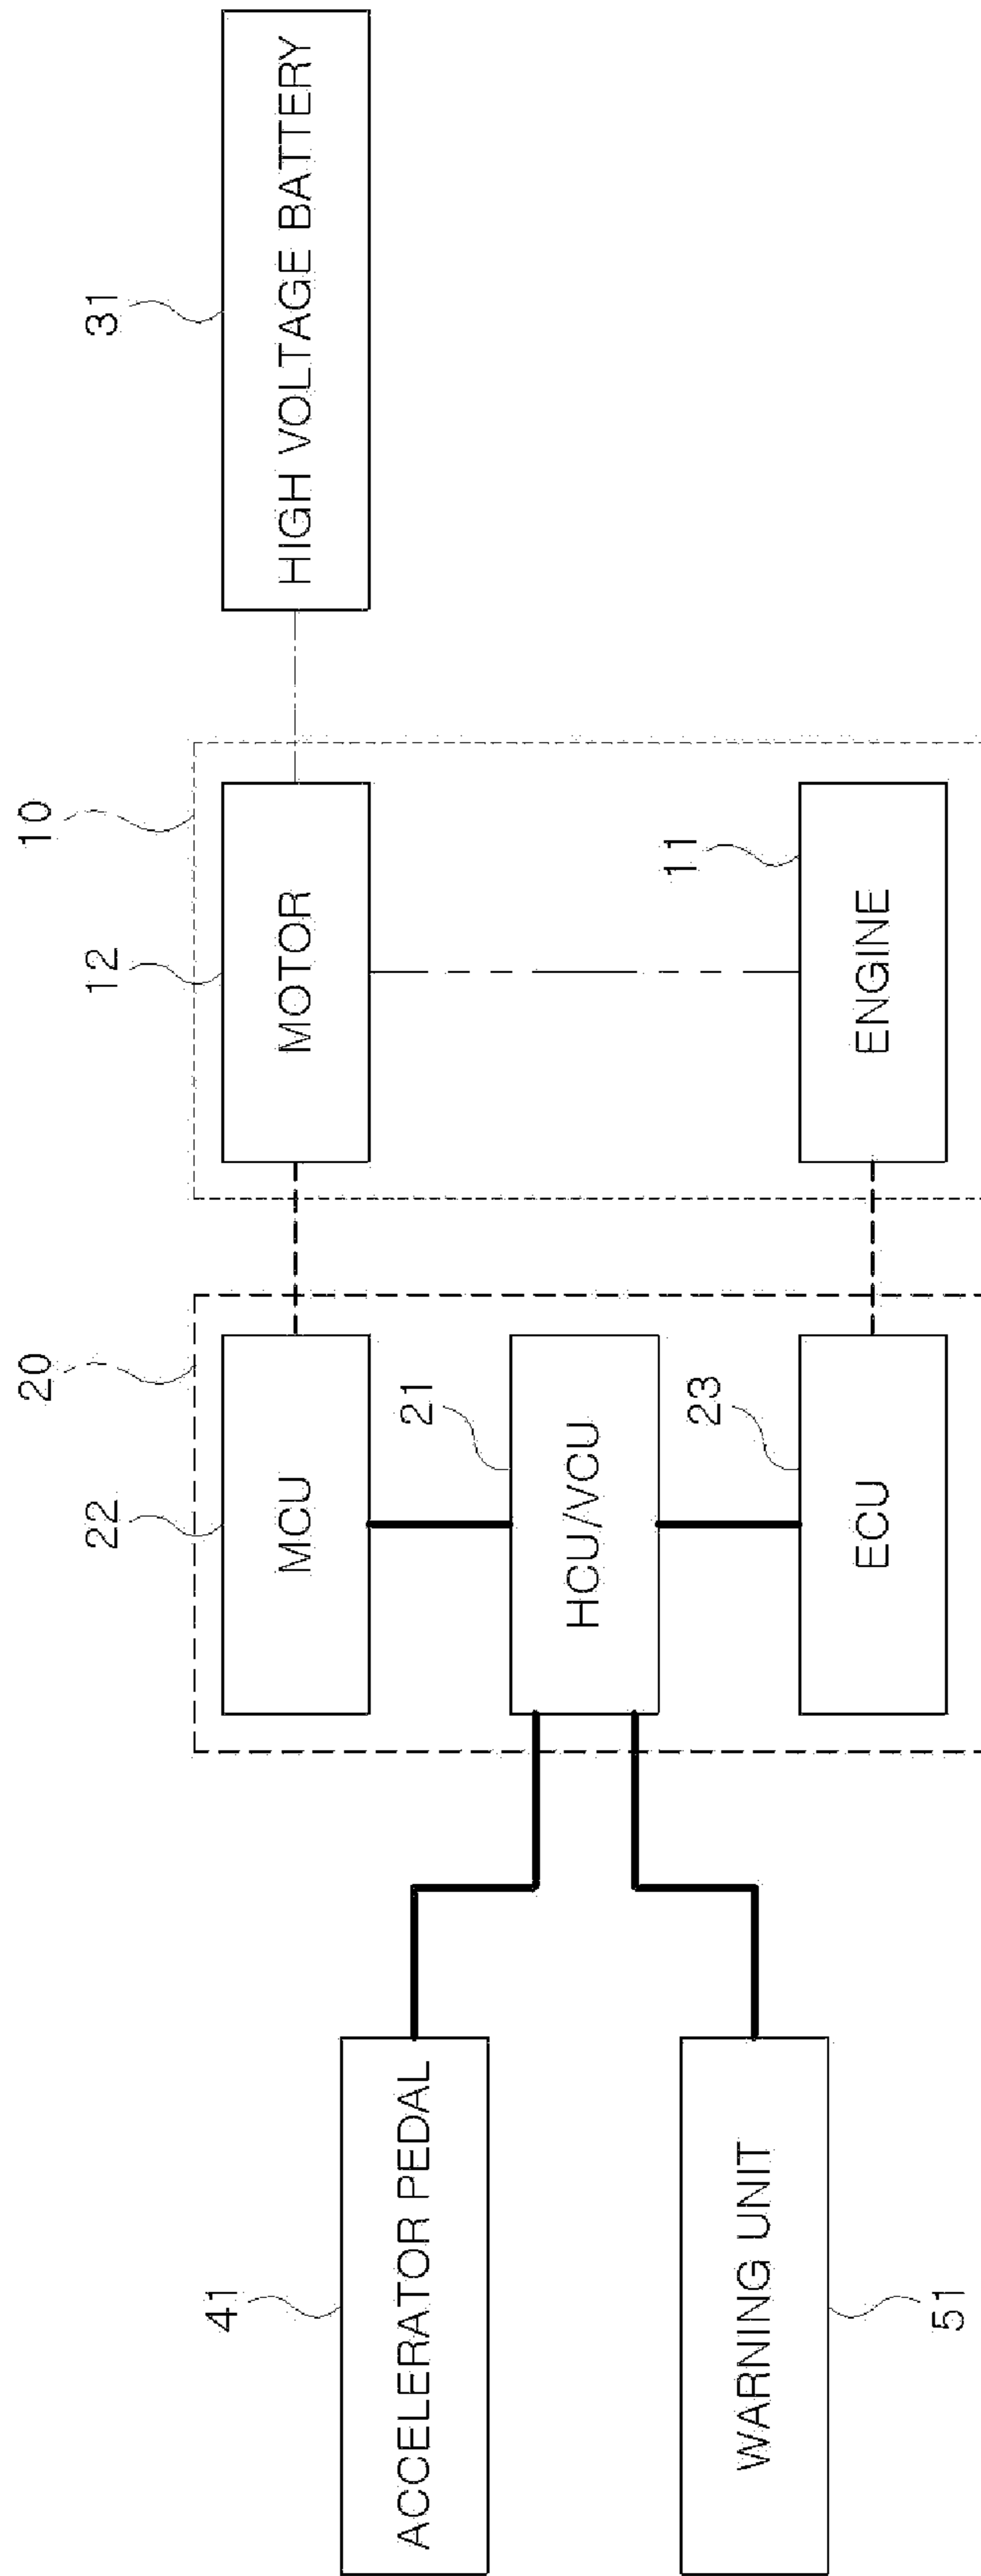 41
ACCELERATOR PEDAL
WARNING UNIT
51
20
22
MCU
21
HCU/VCU
23
ECU
10
12
MOTOR
11
ENGINE
31
HIGH VOLTAGE BATTERY